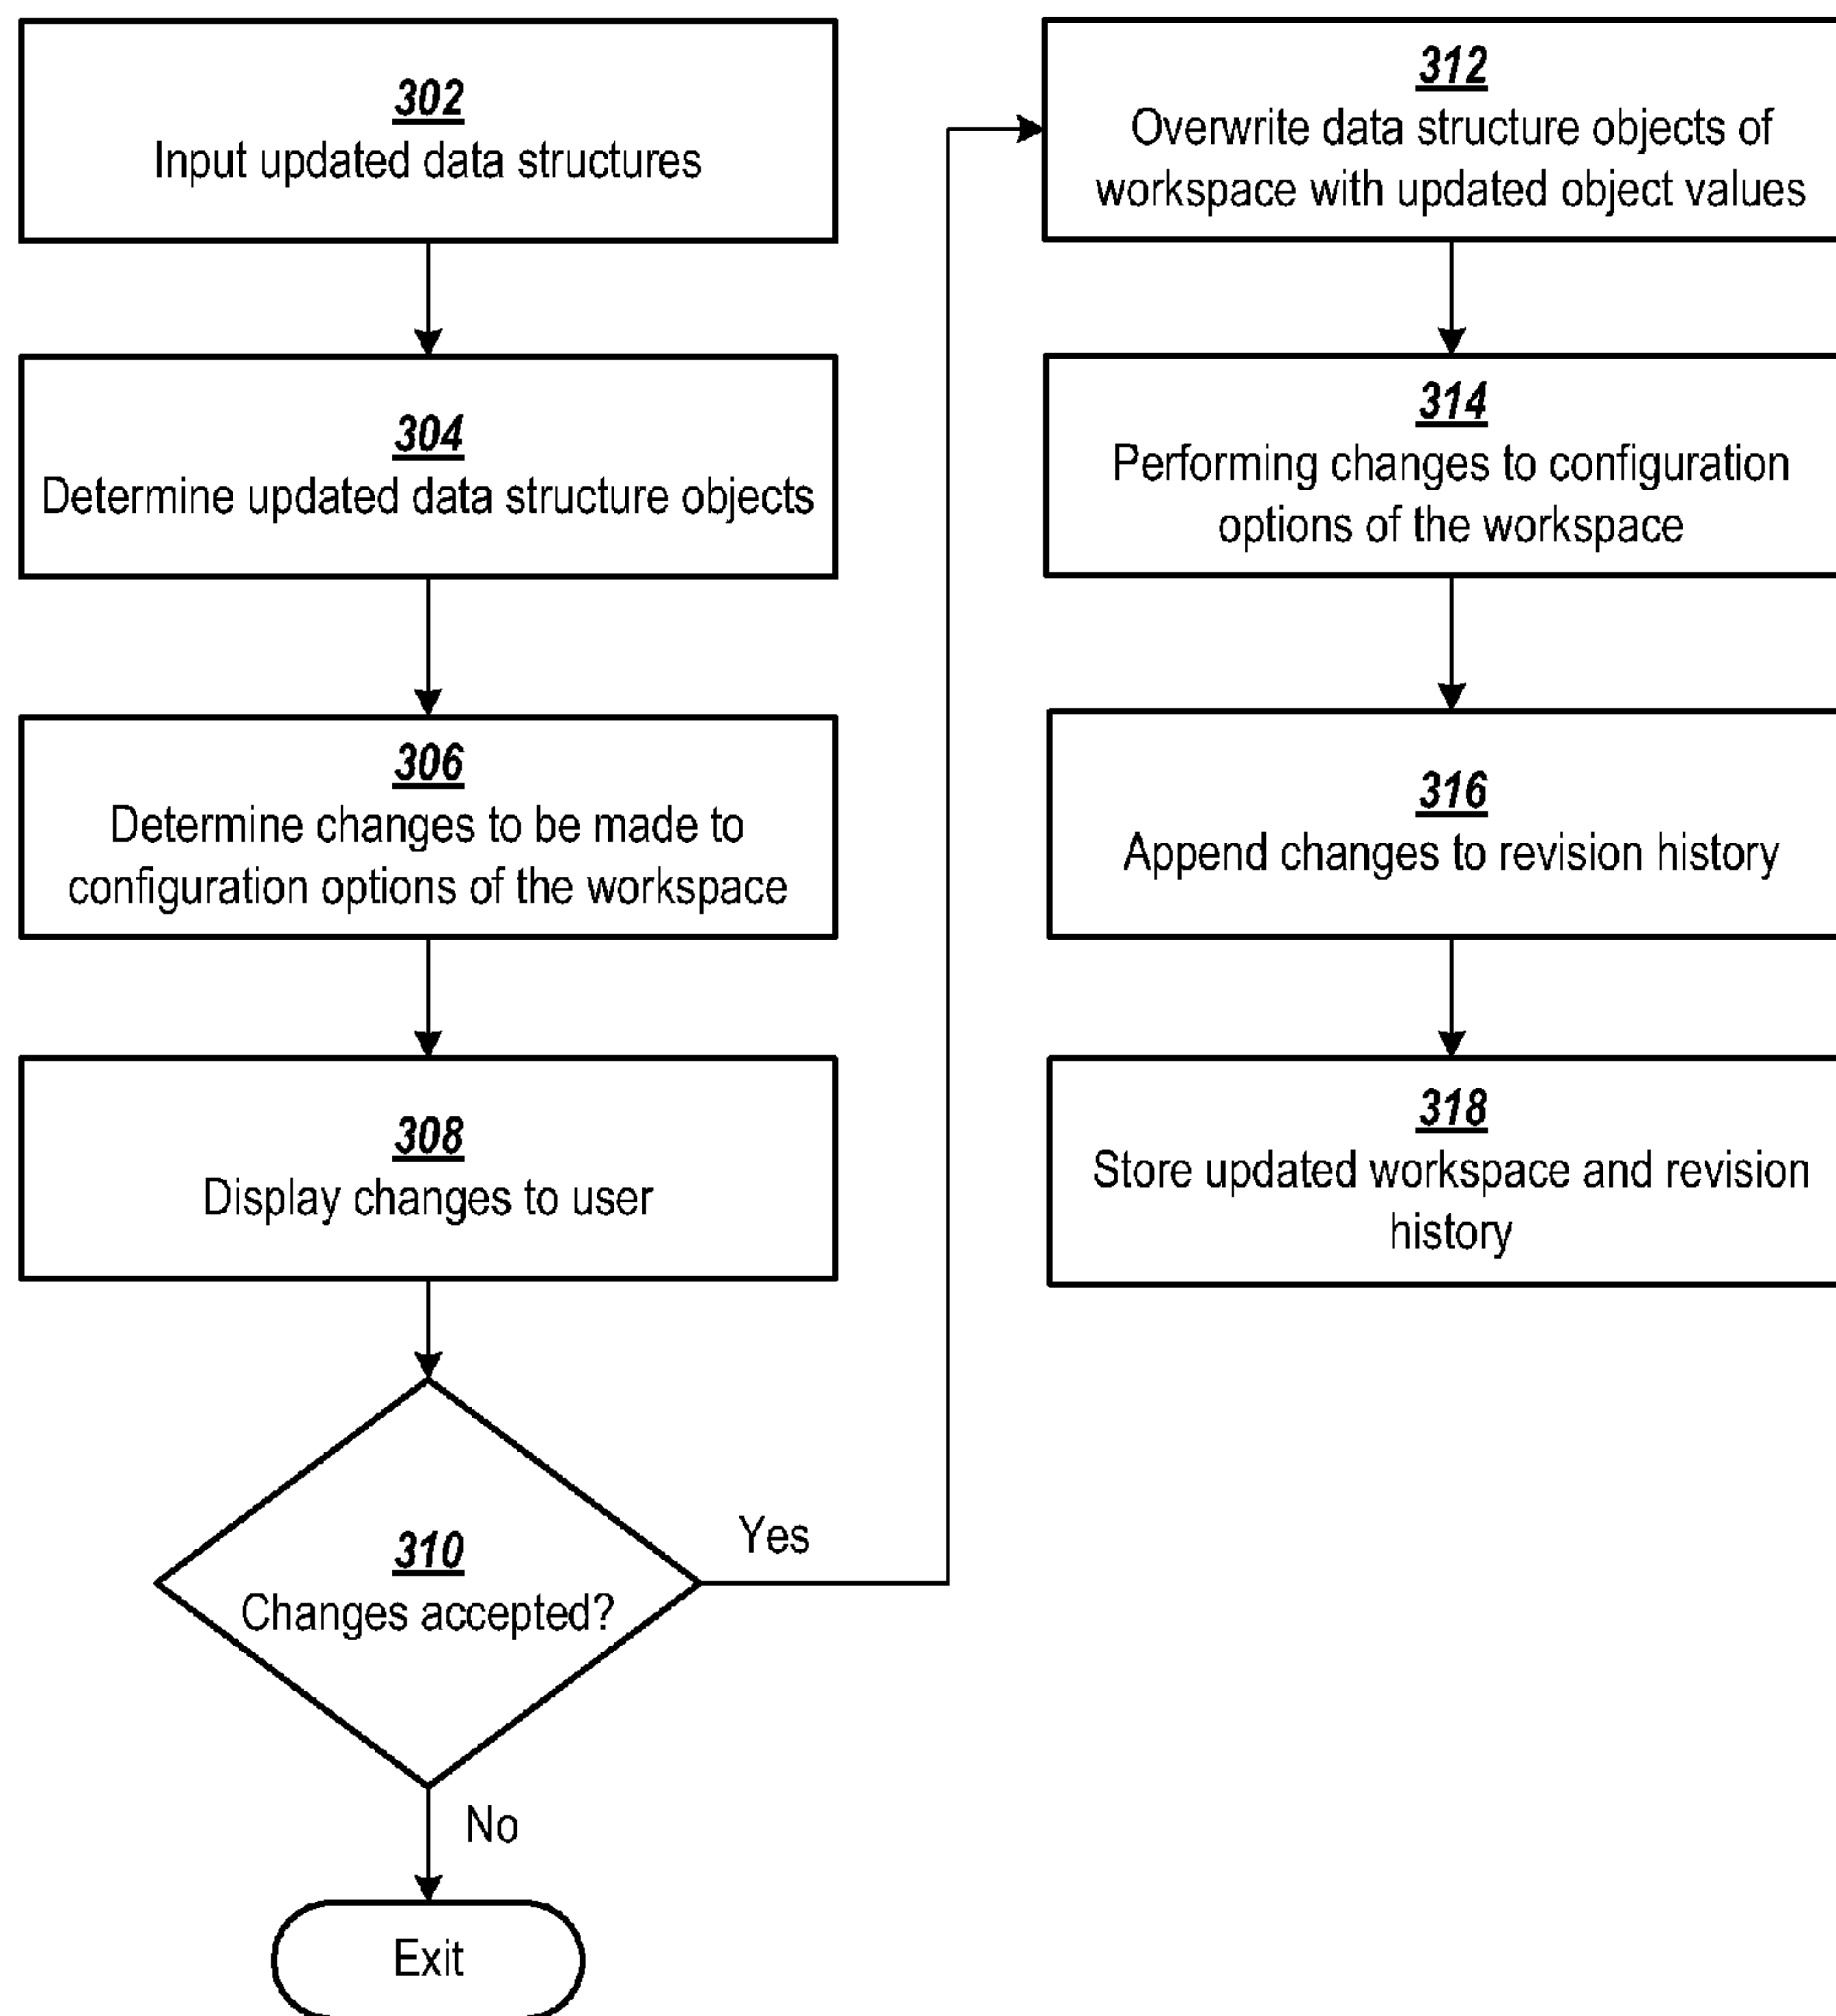 302
Input updated data structures
304
Determine updated data structure objects
306
Determine changes to be made to
configuration options of the workspace
308
Display changes to user
310
Changes accepted?
Yes
No
Exit
312
Overwrite data structure objects of
workspace with updated object values
314
Performing changes to configuration
options of the workspace
316
Append changes to revision history
318
Store updated workspace and revision
history